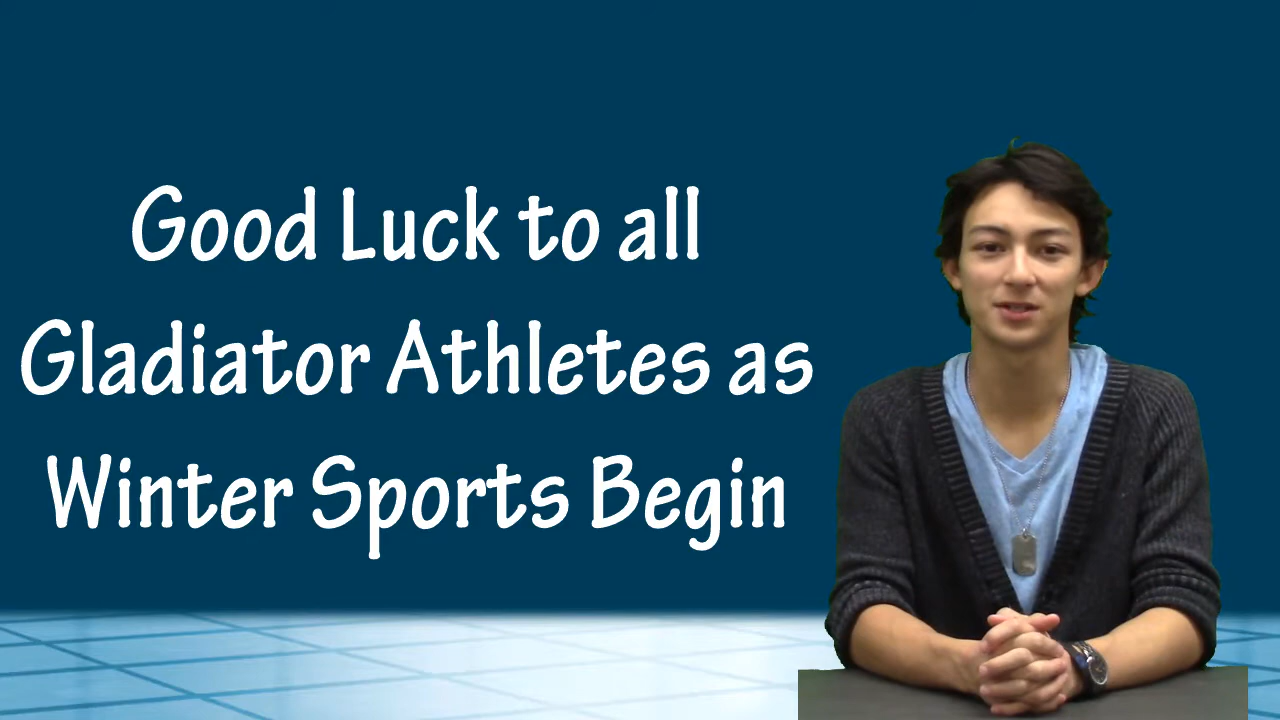 Good Luck to all
Gladiator Athletes as
Winter Sports Begin